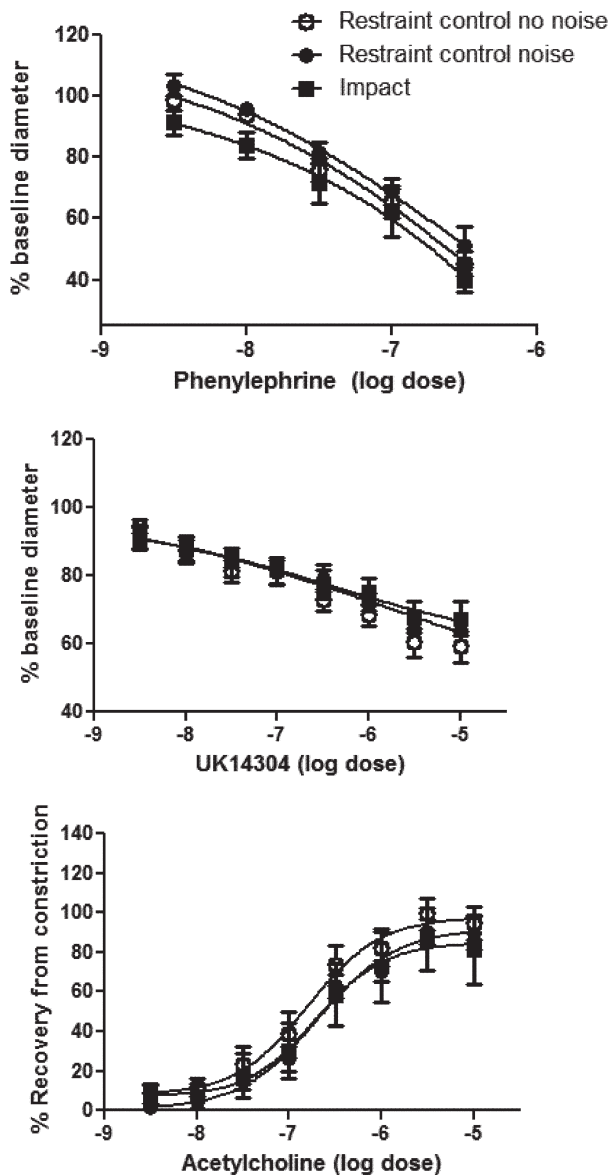 Restraint control no noise
Restraint control noise
Impact
% baseline diameter
120
100
80
60
40
-9 -8 -7 -6
Phenylephrine (log dose)
% baseline diameter
120
100
80
60
40
-9 -8 -7 -6 -5
UK14304 (log dose)
% Recovery from constriction
140
120
100
80
60
40
20
0
-9 -8 -7 -6 -5
Acetylcholine (log dose)